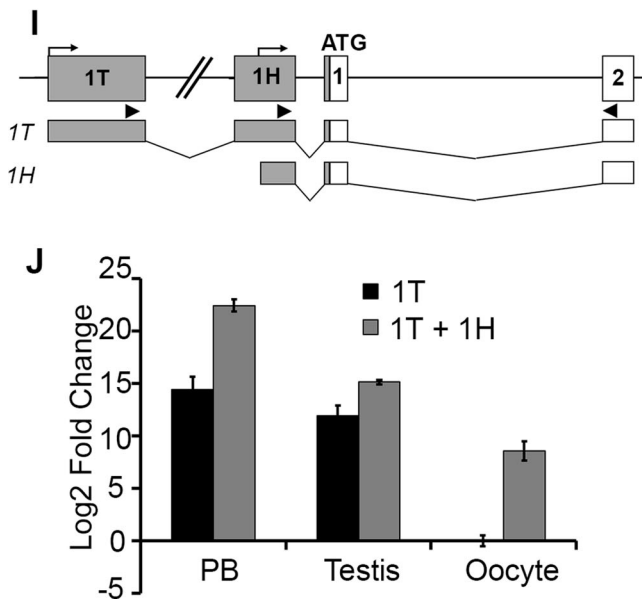 I
ATG
1T 1H 1 2
1T
1H
J
25
20
15
10
5
0
-5
Log2 Fold Change
1T
1T + 1H
PB Testis Oocyte